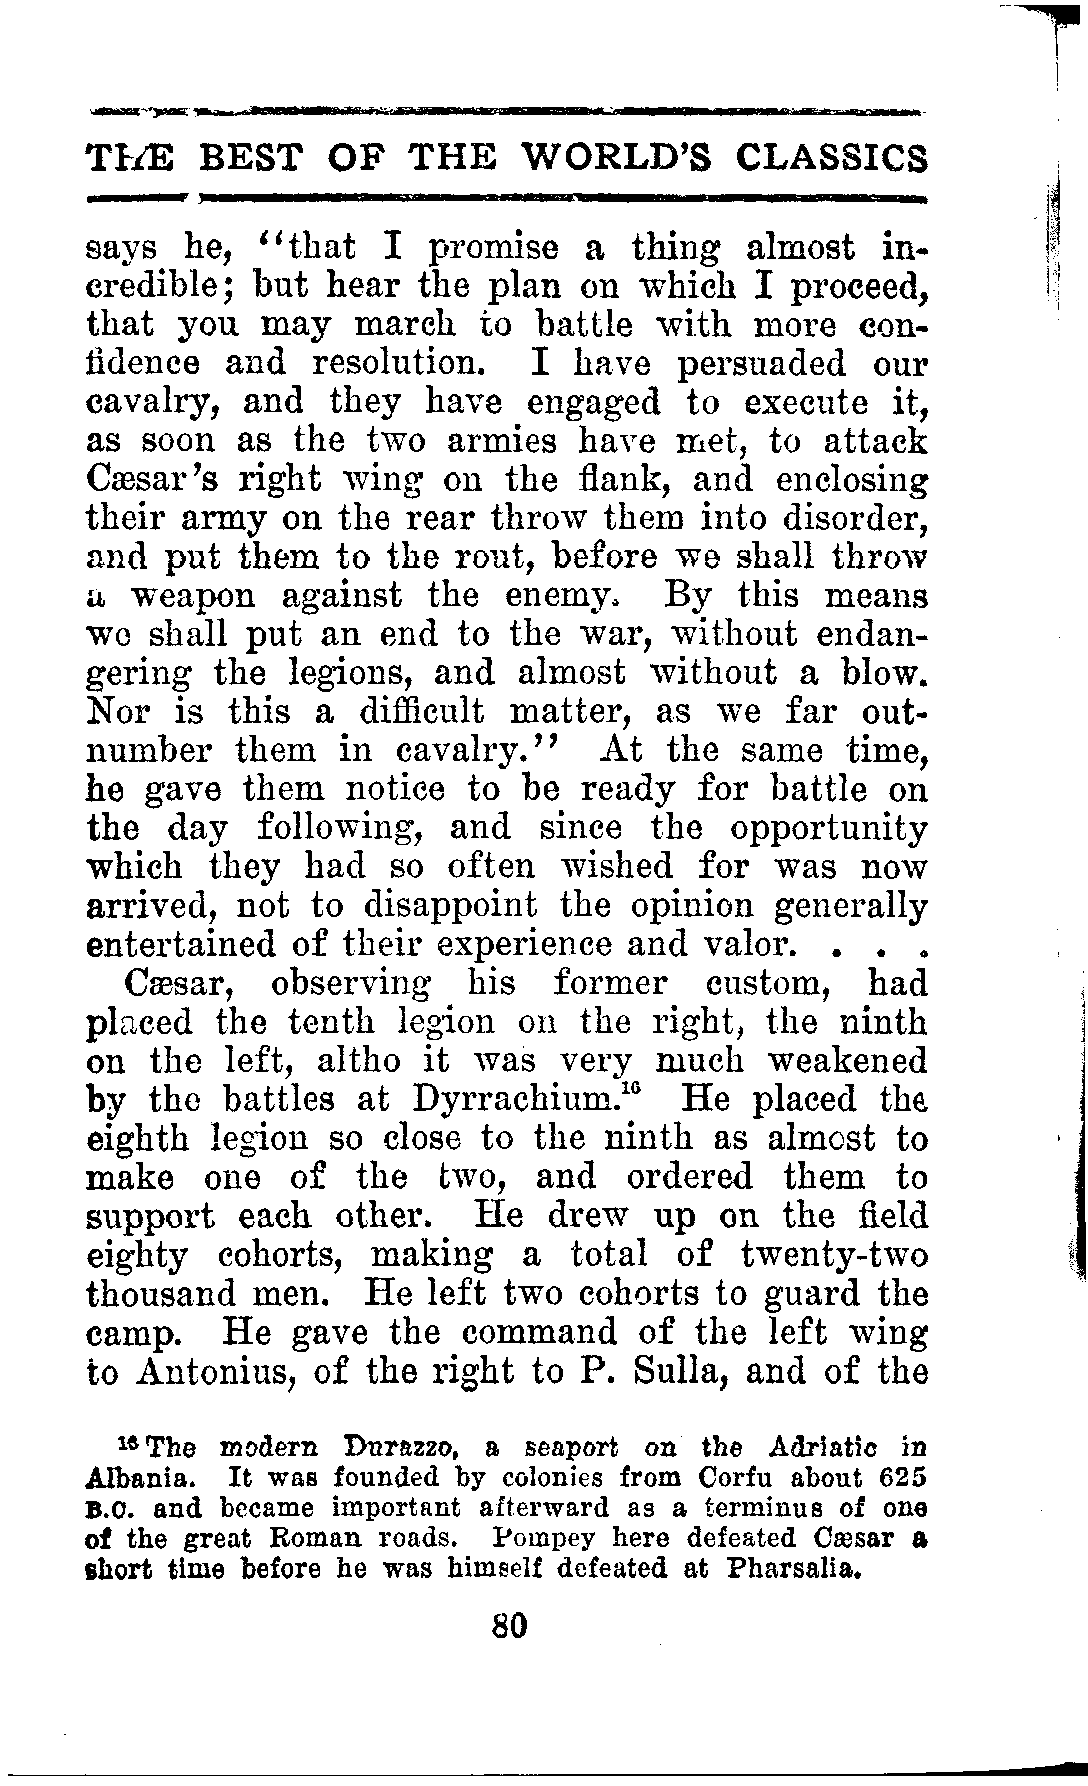 THE BEST OF THE WORLD'S CLASSICS
says he, "that I promise a thing almost in-
credible; but hear the plan on which I proceed,
that you may march to battle with more con-
fidence and resolution. I have persuaded our
cavalry, and they have engaged to execute it,
as soon as the two armies have met, to attack
Cæsar's right wing on the flank, and enclosing
their army on the rear throw them into disorder,
and put them to the rout, before we shall throw
a weapon against the enemy. By this means
we shall put an end to the war, without endan-
gering the legions, and almost without a blow.
Nor is this a difficult matter, as we far out-
number them in cavalry." At the same time,
he gave them notice to be ready for battle on
the day following, and since the opportunity
which they had so often wished for was now
arrived, not to disappoint the opinion generally
entertained of their experience and valor. . . .
Cæsar, observing his former custom, had
placed the tenth legion on the right, the ninth
on the left, altho it was very much weakened
by the battles at Dyrrachium.¹⁶ He placed the
eighth legion so close to the ninth as almost to
make one of the two, and ordered them to
support each other. He drew up on the field
eighty cohorts, making a total of twenty-two
thousand men. He left two cohorts to guard the
camp. He gave the command of the left wing
to Antonius, of the right to P. Sulla, and of the
¹⁶ The modern Durazzo, a seaport on the Adriatic in
Albania. It was founded by colonies from Corfu about 625
B.C. and became important afterward as a terminus of one
of the great Roman roads. Pompey here defeated Cæsar a
short time before he was himself defeated at Pharsalia.
80